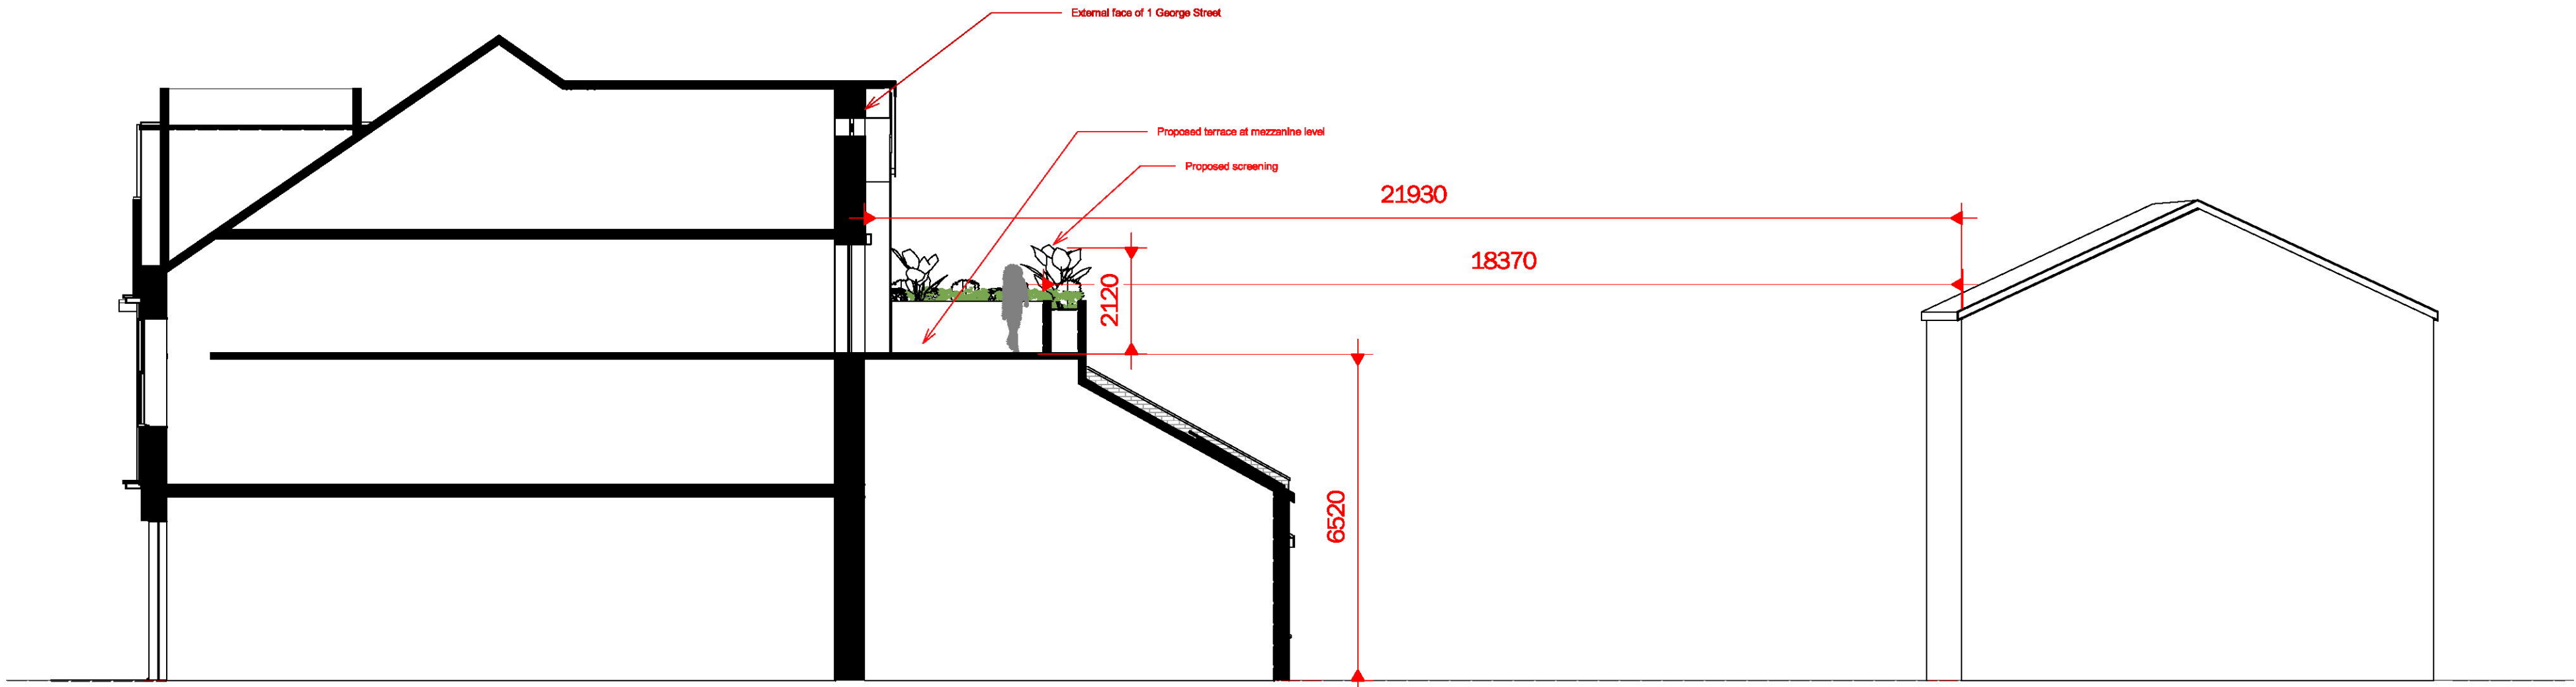 External face of 1 George Street
Proposed terrace at mezzanine level
Proposed screening
21930
18370
2120
6520